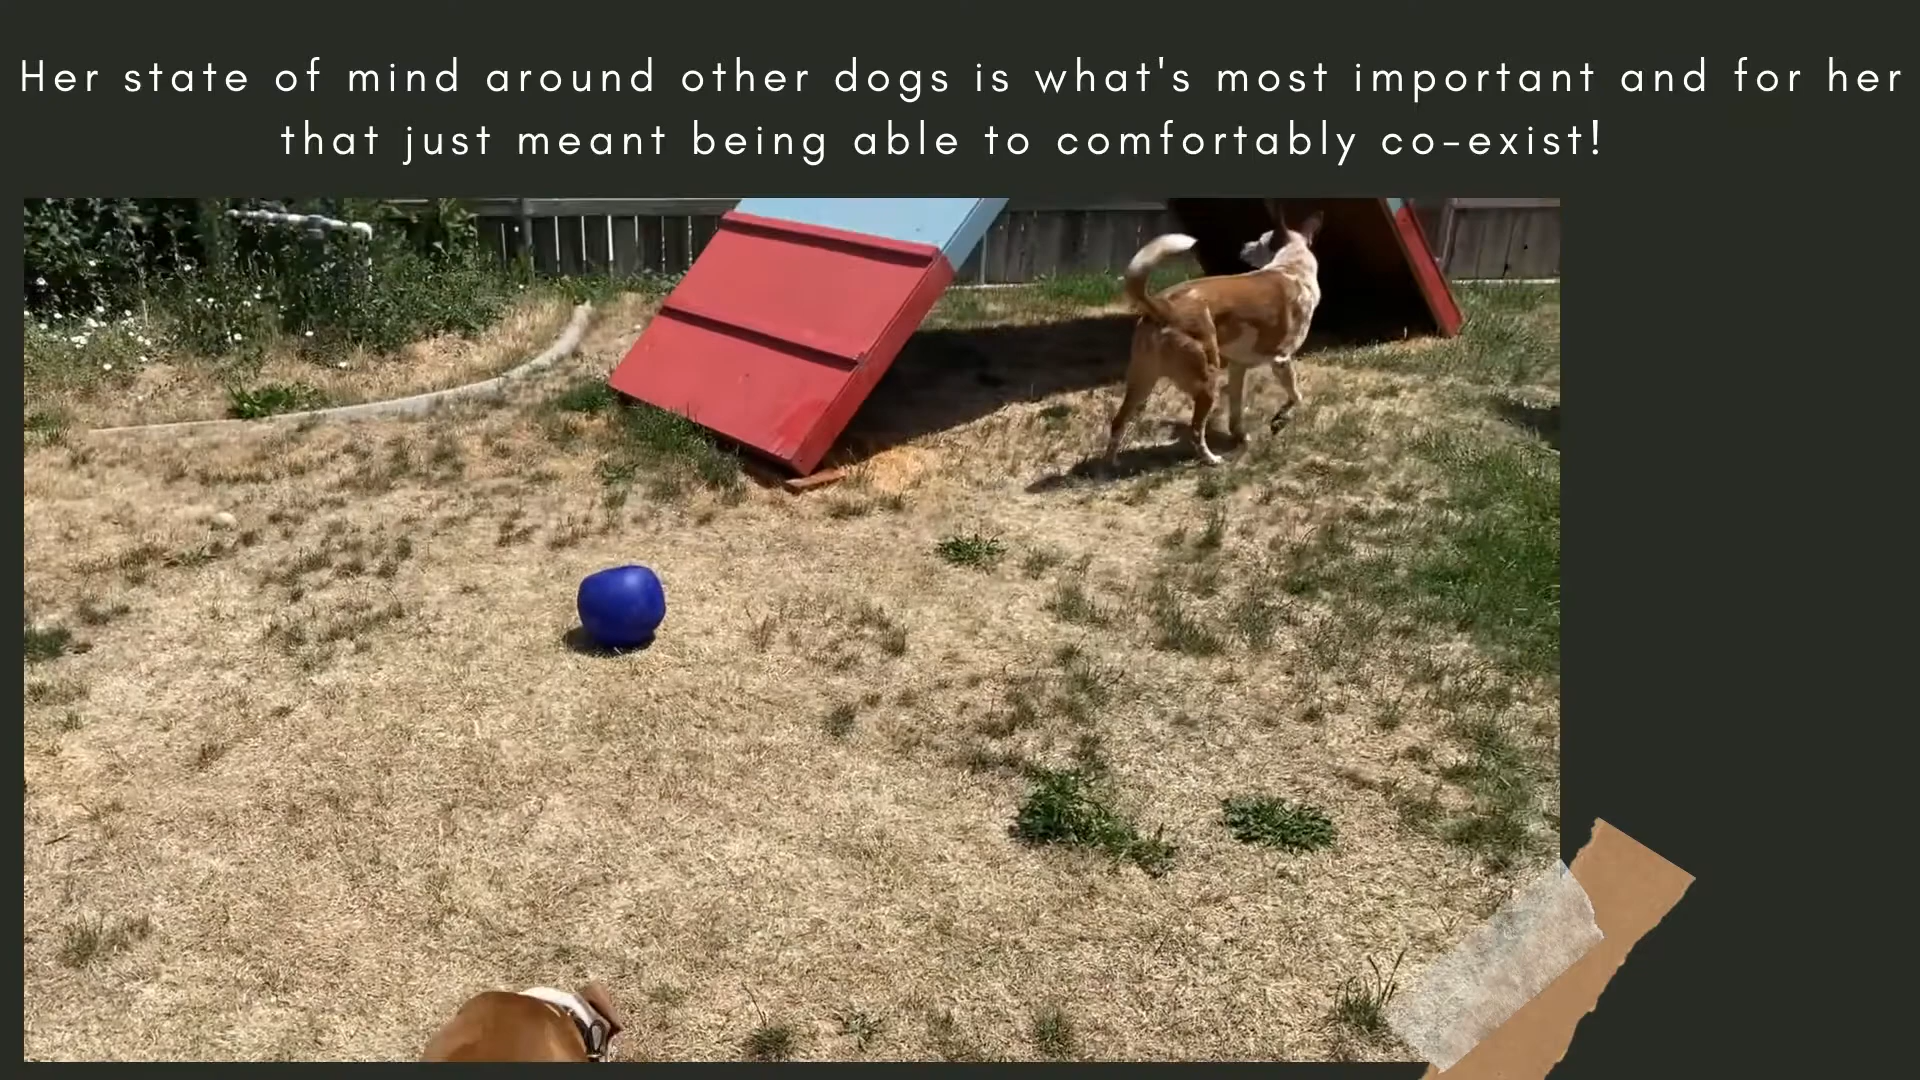 Her state of mind around other dogs is what's most important and for her
that just meant being able to comfortably co-exist!